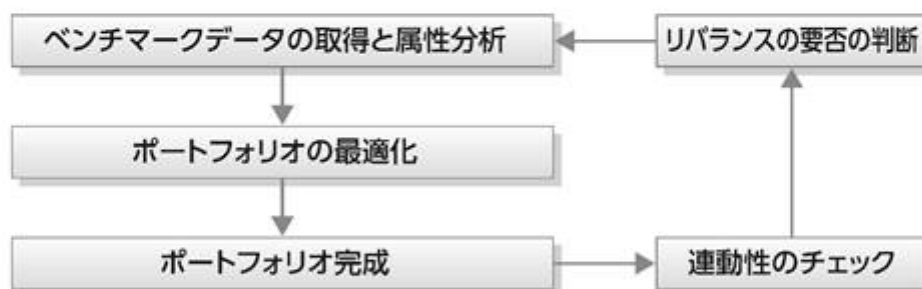 ベンチマークデータの取得と属性分析
リバランスの要否の判断
ポートフォリオの最適化
ポートフォリオ完成
連動性のチェック